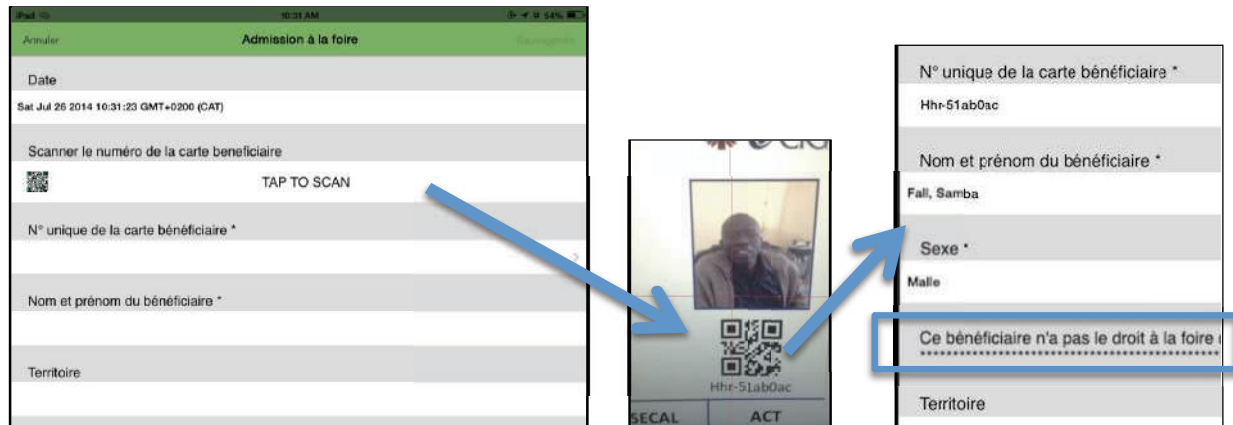 iPad
10:31 AM
54%
Annuler
Admission à la foire
Sauvegarde
Date
Sat Jul 26 2014 10:31:23 GMT+0200 (CAT)
Scanner le numéro de la carte beneficiaire
TAP TO SCAN
N° unique de la carte bénéficiaire *
Nom et prénom du bénéficiaire *
Territoire
Hhr-51ab0ac
SECAL
ACT
N° unique de la carte bénéficiaire *
Hhr-51ab0ac
Nom et prénom du bénéficiaire *
Fall, Samba
Sexe *
Malle
Ce bénéficiaire n'a pas le droit à la foire
****************************************
Territoire